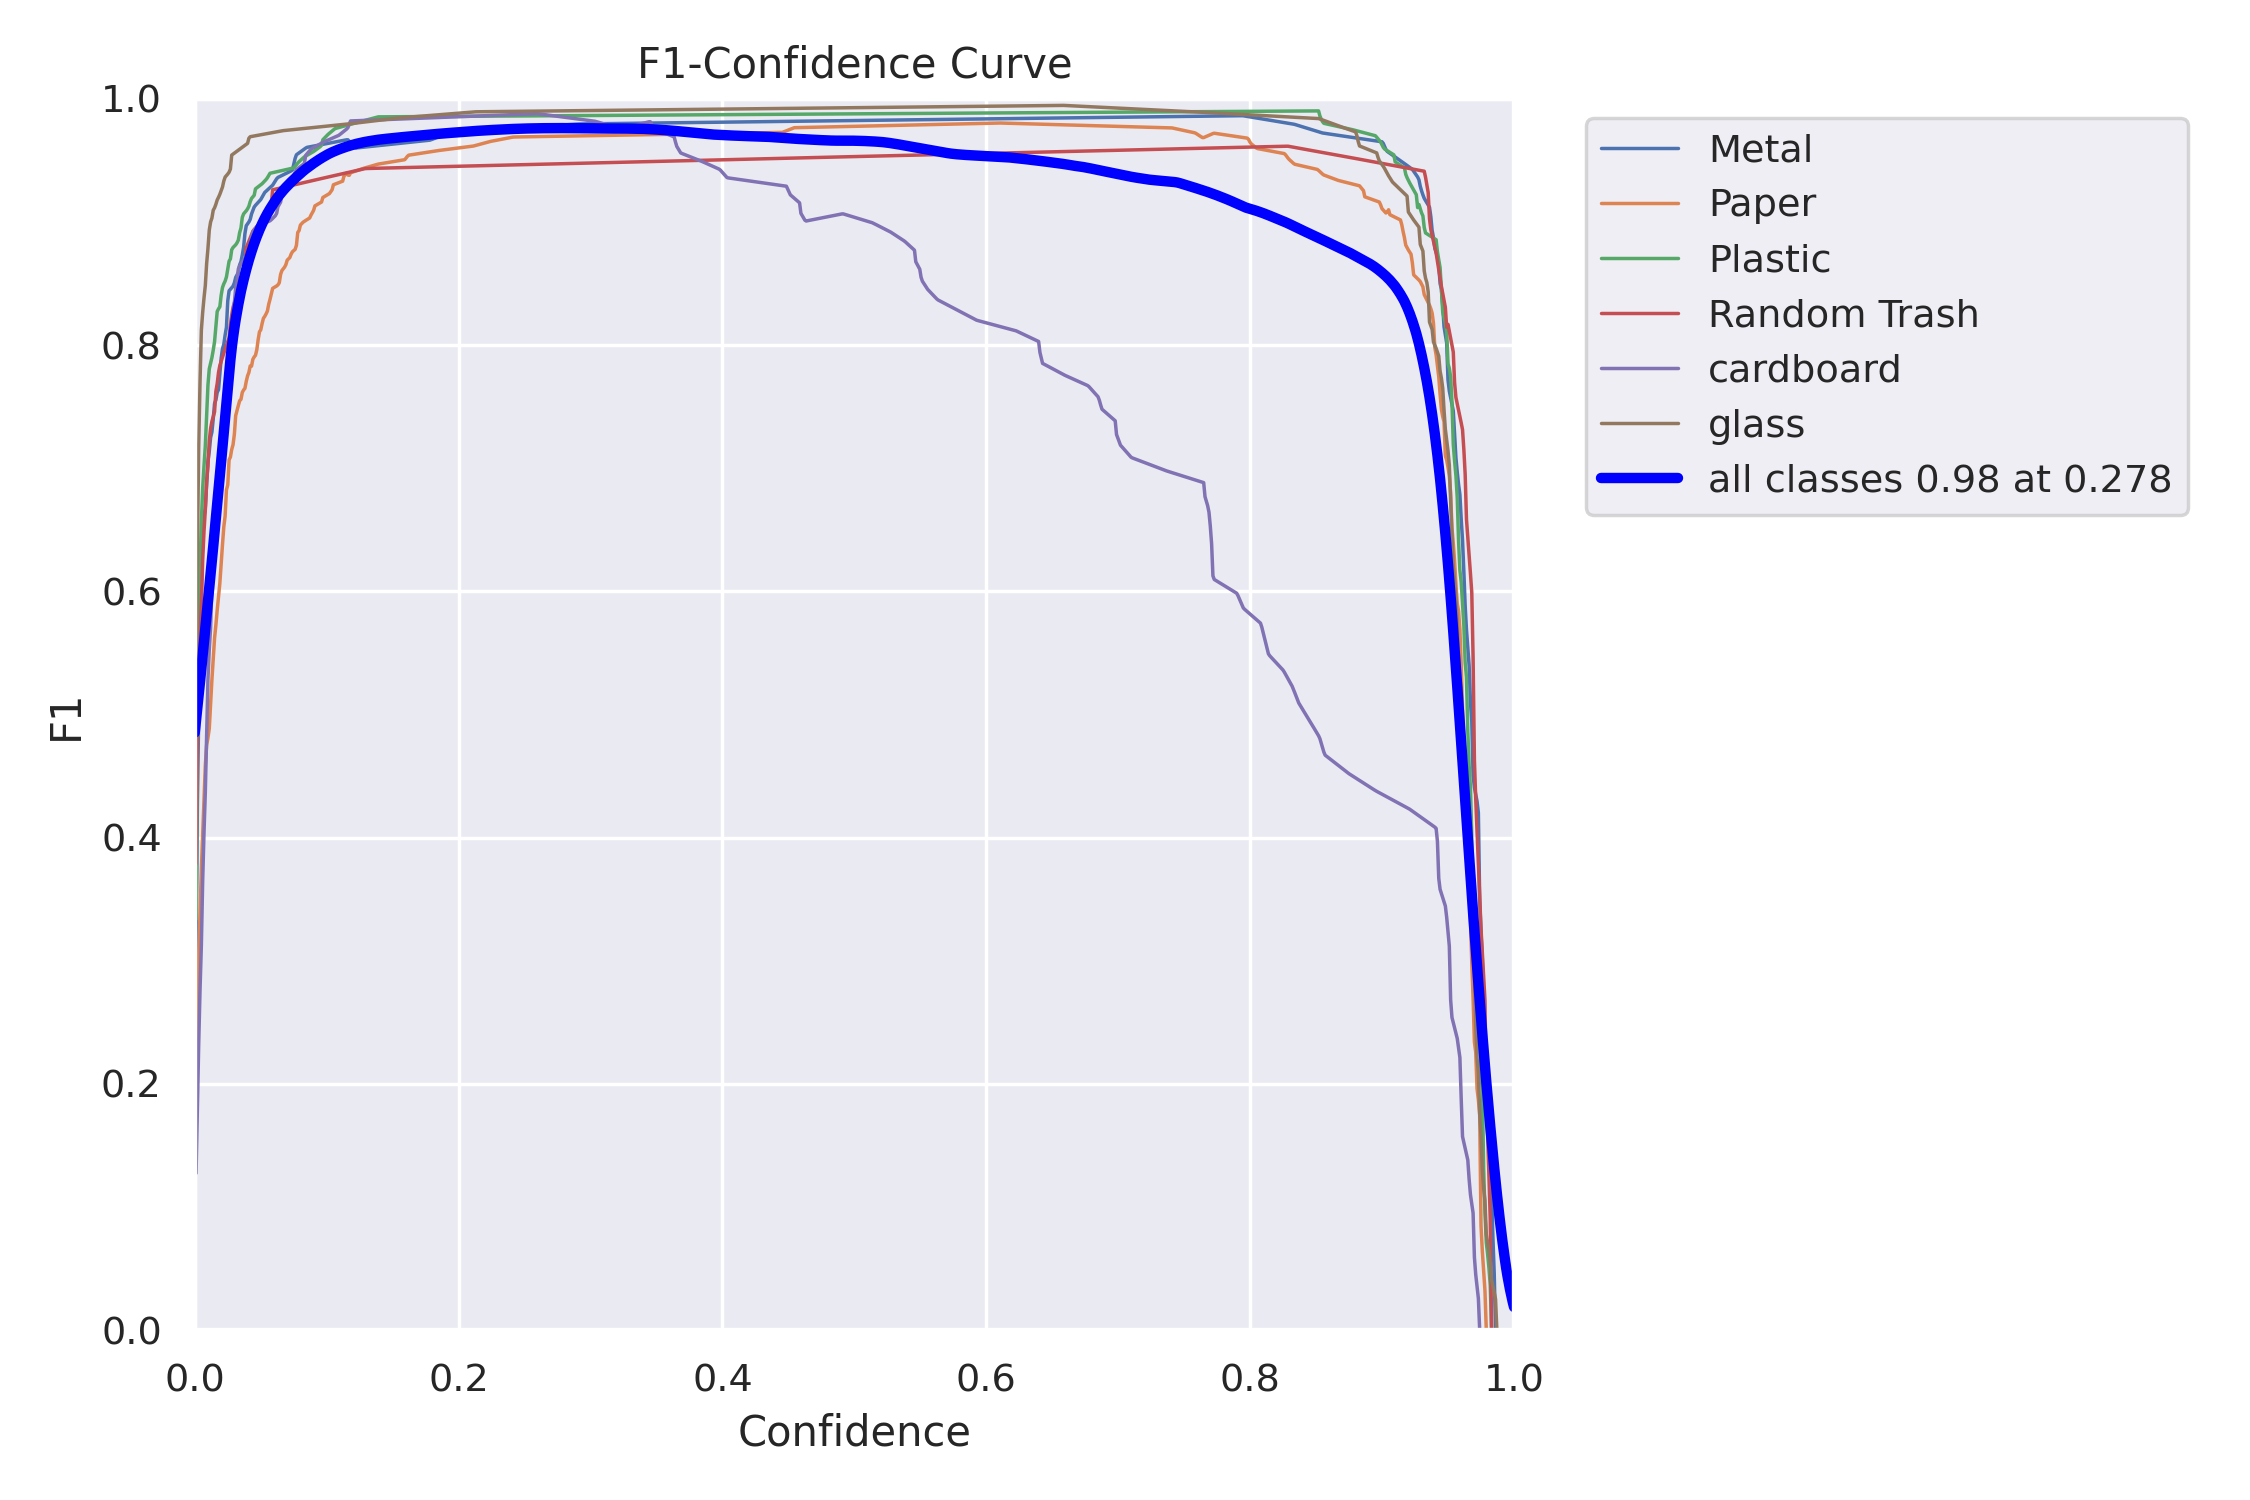 F1-Confidence Curve
1.0
0.8
0.6
0.4
0.2
0.0
F1
0.0 0.2 0.4 0.6 0.8 1.0
Confidence
Metal
Paper
Plastic
Random Trash
cardboard
glass
all classes 0.98 at 0.278